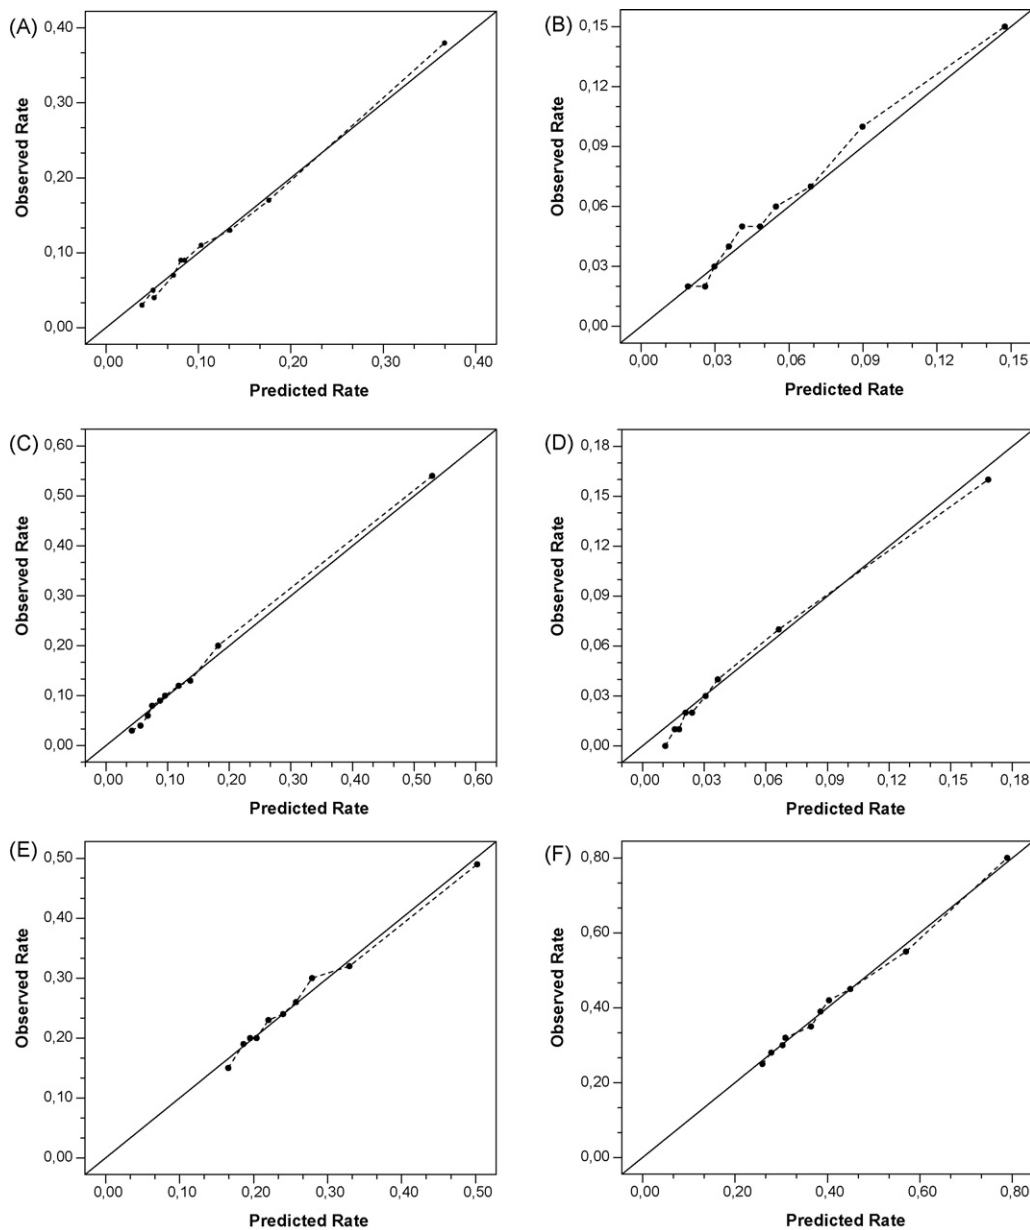 (A)
0,40
0,30
0,20
0,10
0,00
Observed Rate
0,00 0,10 0,20 0,30 0,40
Predicted Rate
(B)
0,15
0,12
0,09
0,06
0,03
0,00
Observed Rate
0,00 0,03 0,06 0,09 0,12 0,15
Predicted Rate
(C)
0,60
0,50
0,40
0,30
0,20
0,10
0,00
Observed Rate
0,00 0,10 0,20 0,30 0,40 0,50 0,60
Predicted Rate
(D)
0,18
0,15
0,12
0,09
0,06
0,03
0,00
Observed Rate
0,00 0,03 0,06 0,09 0,12 0,15 0,18
Predicted Rate
(E)
0,50
0,40
0,30
0,20
0,10
0,00
Observed Rate
0,00 0,10 0,20 0,30 0,40 0,50
Predicted Rate
(F)
0,80
0,60
0,40
0,20
0,00
Observed Rate
0,00 0,20 0,40 0,60 0,80
Predicted Rate